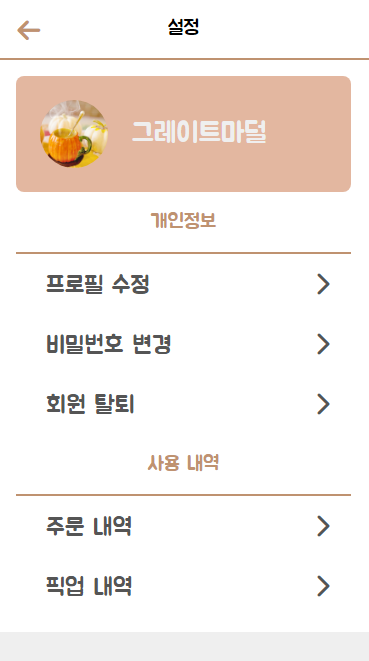 설정
그레이트마덜
개인정보
프로필 수정
비밀번호 변경
회원 탈퇴
사용 내역
주문 내역
픽업 내역